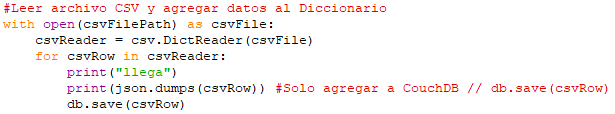 #Leer archivo CSV y agregar datos al Diccionario
with open(csvFilePath) as csvFile:
    csvReader = csv.DictReader(csvFile)
    for csvRow in csvReader:
        print("llega")
        print(json.dumps(csvRow)) #Solo agregar a CouchDB // db.save(csvRow)
        db.save(csvRow)